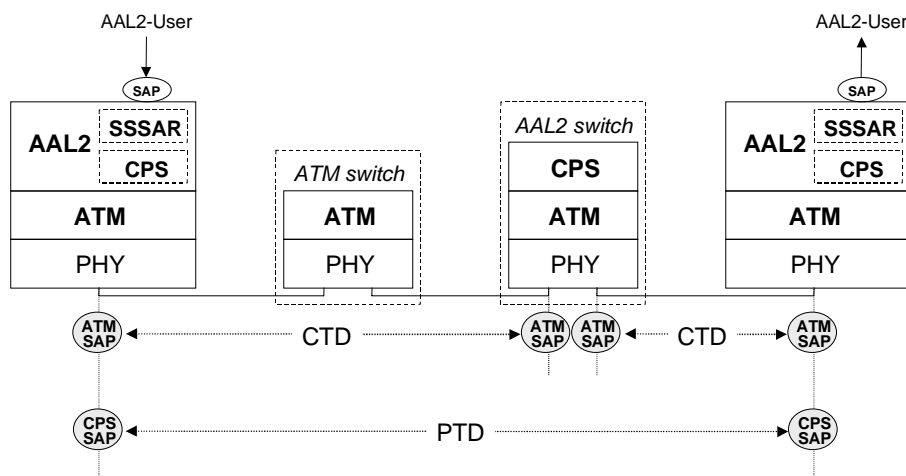 AAL2-User
AAL2-User
SAP
SAP
AAL2
SSSAR
CPS
ATM
PHY
ATM switch
ATM
PHY
AAL2 switch
CPS
ATM
PHY
AAL2
SSSAR
CPS
ATM
PHY
ATM
SAP
CTD
ATM
SAP
ATM
SAP
CTD
ATM
SAP
CPS
SAP
PTD
CPS
SAP